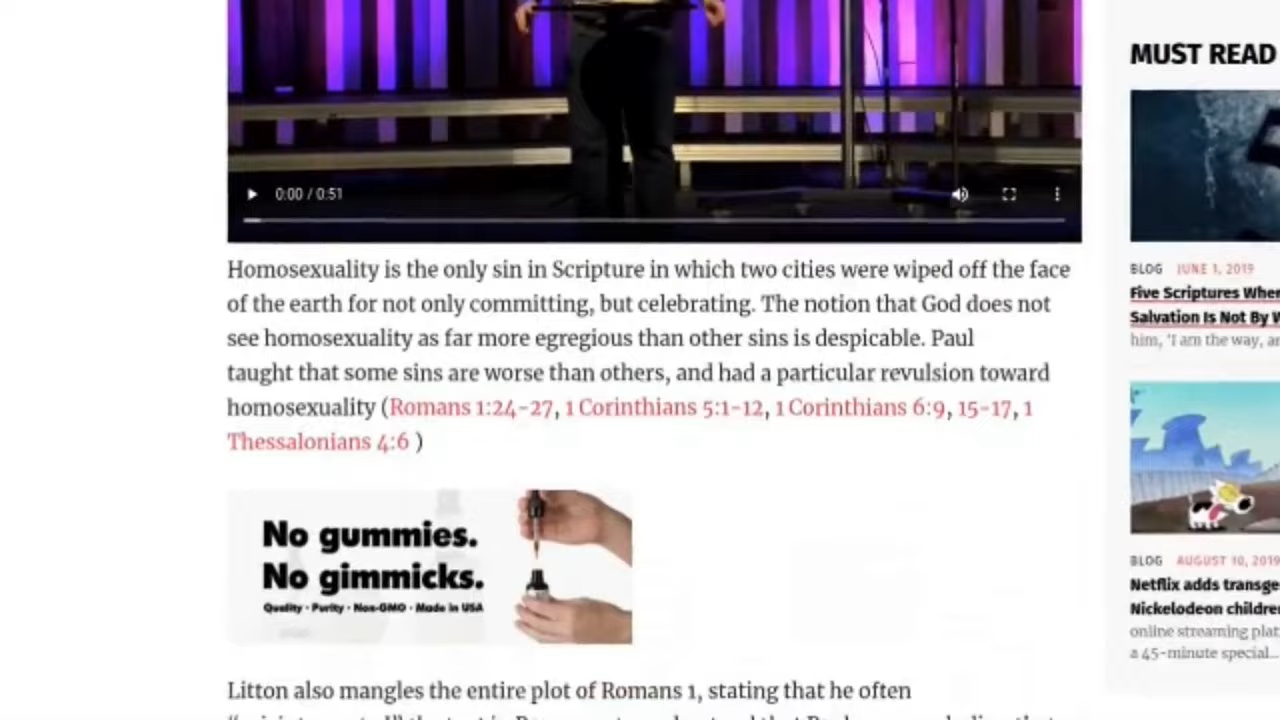 MUST READ
0:00 / 0:51
Homosexuality is the only sin in Scripture in which two cities were wiped off the face
of the earth for not only committing, but celebrating. The notion that God does not
see homosexuality as far more egregious than other sins is despicable. Paul
taught that some sins are worse than others, and had a particular revulsion toward
homosexuality (Romans 1:24-27, 1 Corinthians 5:1-12, 1 Corinthians 6:9, 15-17, 1
Thessalonians 4:6 )
No gummies.
No gimmicks.
Quality · Purity · Non-GMO · Made in USA
Litton also mangles the entire plot of Romans 1, stating that he often
BLOG JUNE 1, 2019
Five Scriptures
Salvation Is Not By
him, 'I am the way,
BLOG AUGUST 10, 2019
Netflix adds
Nickelodeon
online streaming
a 45-minute special...